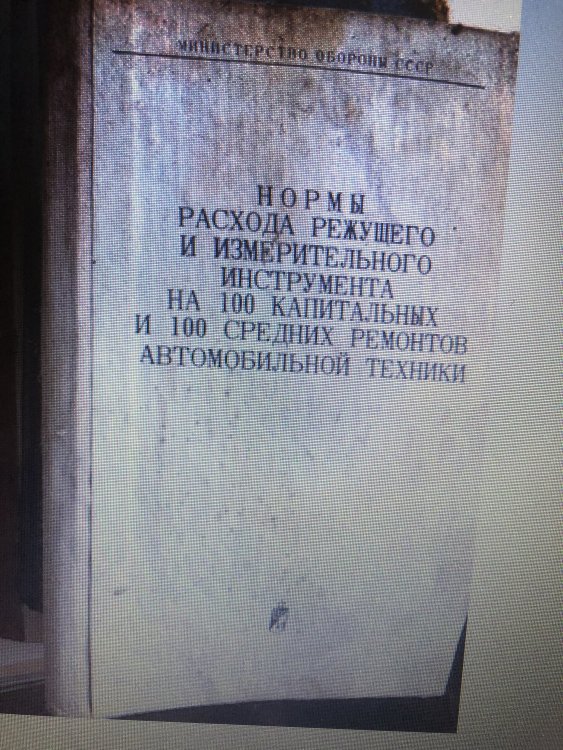 МИНИСТЕРСТВО ОБОРОНЫ СССР
НОРМЫ
РАСХОДА РЕЖУЩЕГО
И ИЗМЕРИТЕЛЬНОГО
ИНСТРУМЕНТА
НА 100 КАПИТАЛЬНЫХ
И 100 СРЕДНИХ РЕМОНТОВ
АВТОМОБИЛЬНОЙ ТЕХНИКИ